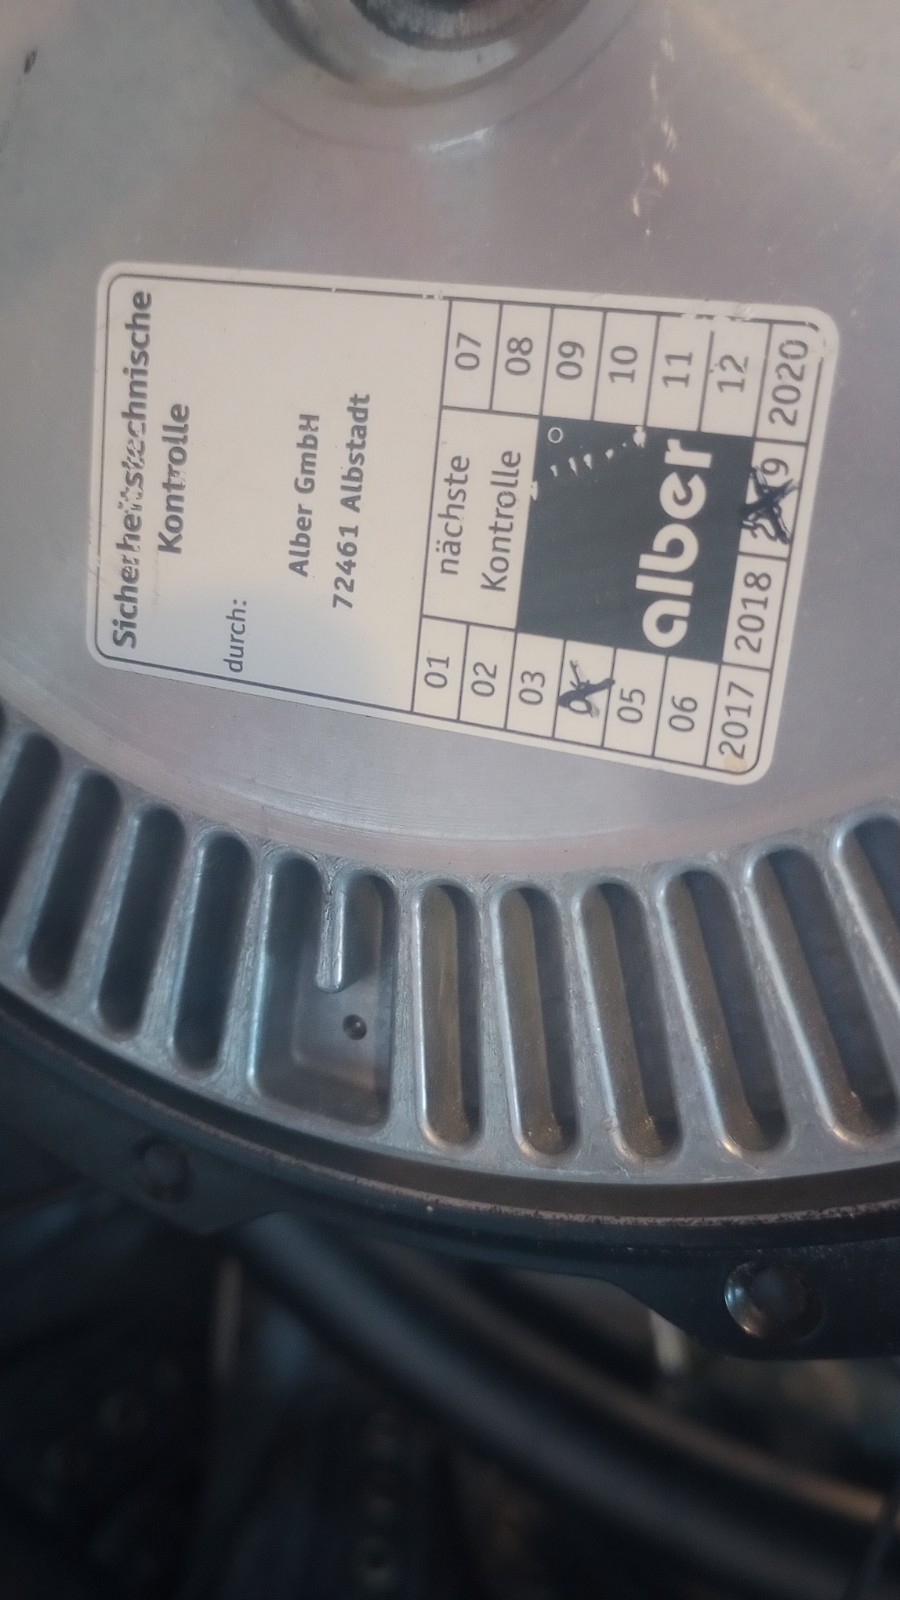 Sicherheitstechnische
Kontrolle
durch:
Alber GmbH
72461 Albstadt
01 nächste 07
02 Kontrolle 08
03 09
10
05 11
06 alber 12
2017 2018 2020